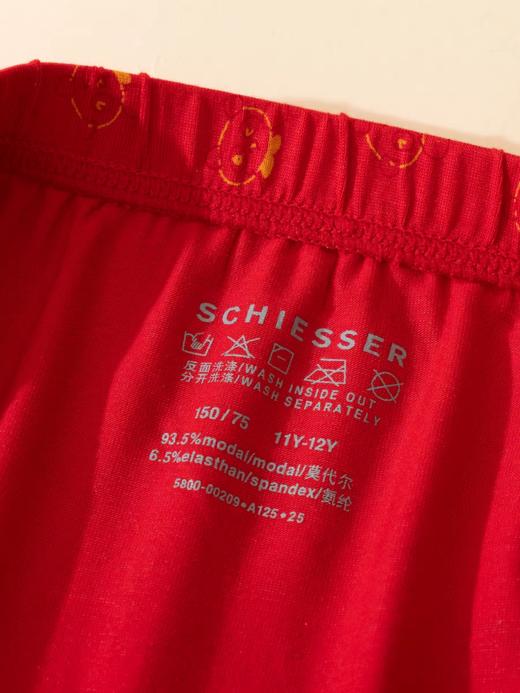 SCHIESSER
反面洗涤/WASH INSIDE OUT
分开洗涤/WASH SEPARATELY
150/75 11Y-12Y
93.5%modal/modal/莫代尔
6.5%elasthan/spandex/氨纶
5800-00209•A125•25